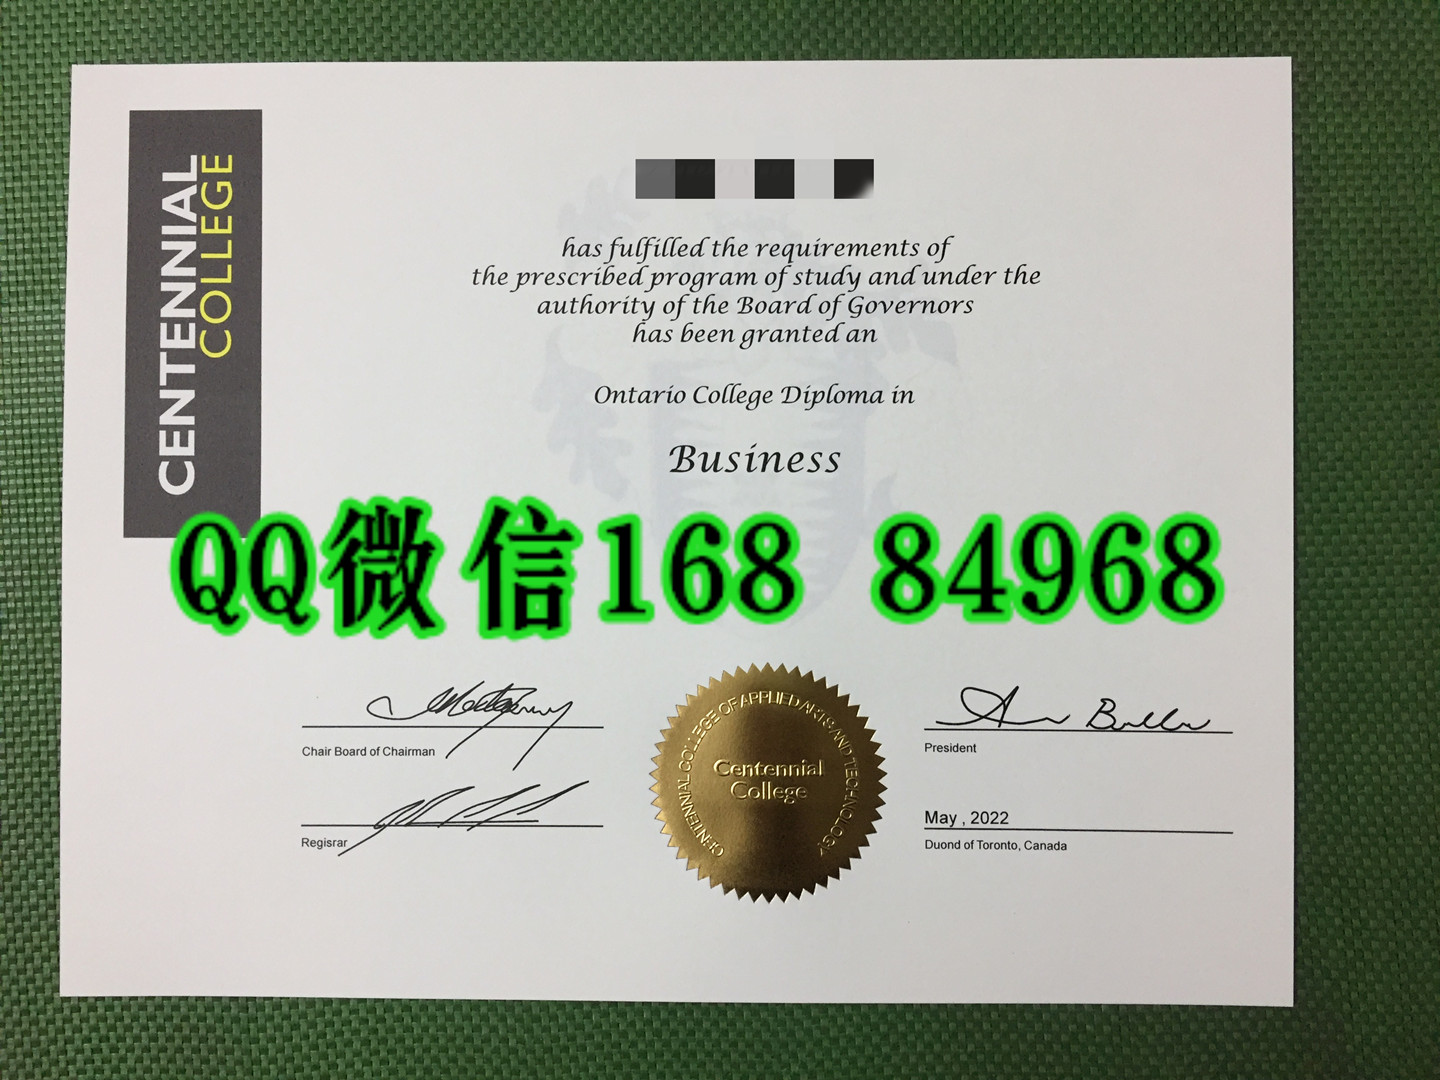 CENTENNIAL
COLLEGE
has fulfilled the requirements of
the prescribed program of study and under the
authority of the Board of Governors
has been granted an
Ontario College Diploma in
Business
QQ微信168 84968
Chair Board of Chairman
Regisrar
CENTENNIAL COLLEGE OF APPLIED ARTS AND TECHNOLOGY
Centennial
College
President
May , 2022
Duond of Toronto, Canada